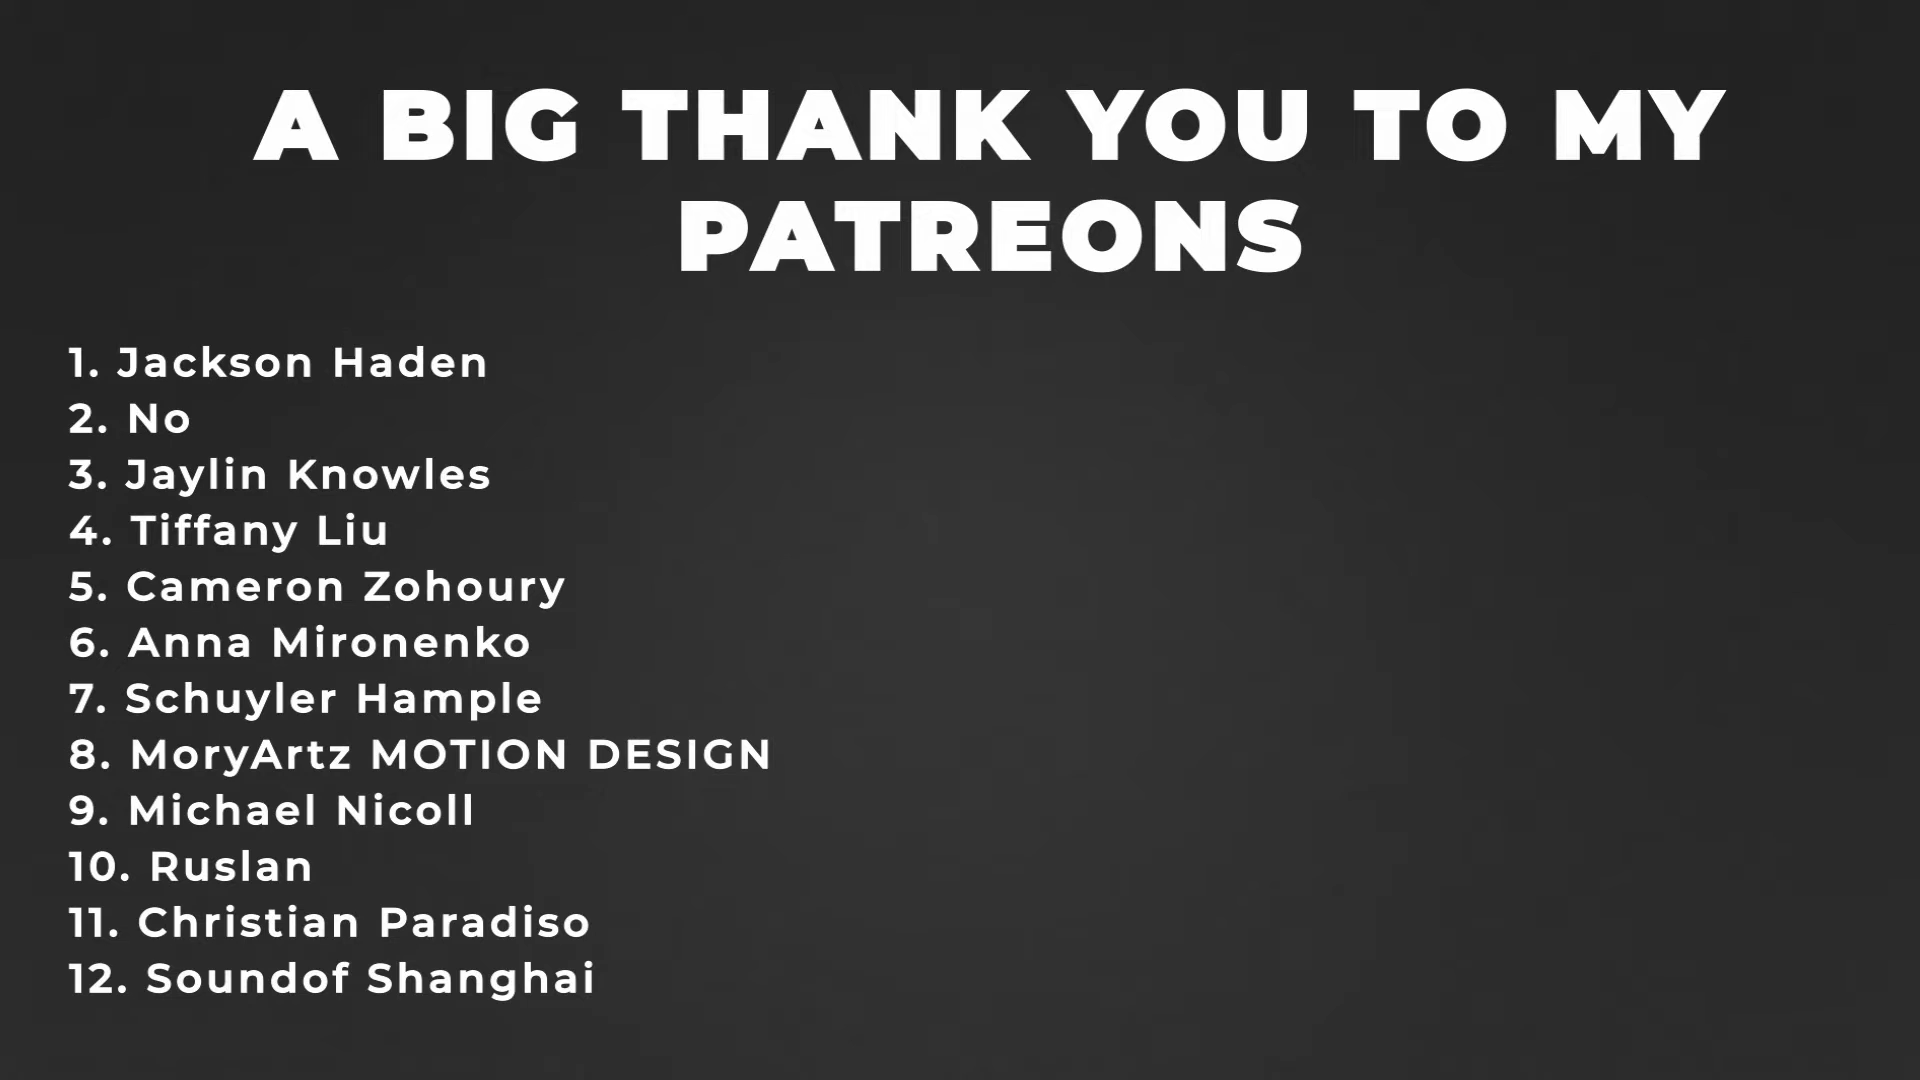 A BIG THANK YOU TO MY
PATREONS
1. Jackson Haden
2. No
3. Jaylin Knowles
4. Tiffany Liu
5. Cameron Zohoury
6. Anna Mironenko
7. Schuyler Hample
8. MoryArtz MOTION DESIGN
9. Michael Nicoll
10. Ruslan
11. Christian Paradiso
12. Soundof Shanghai